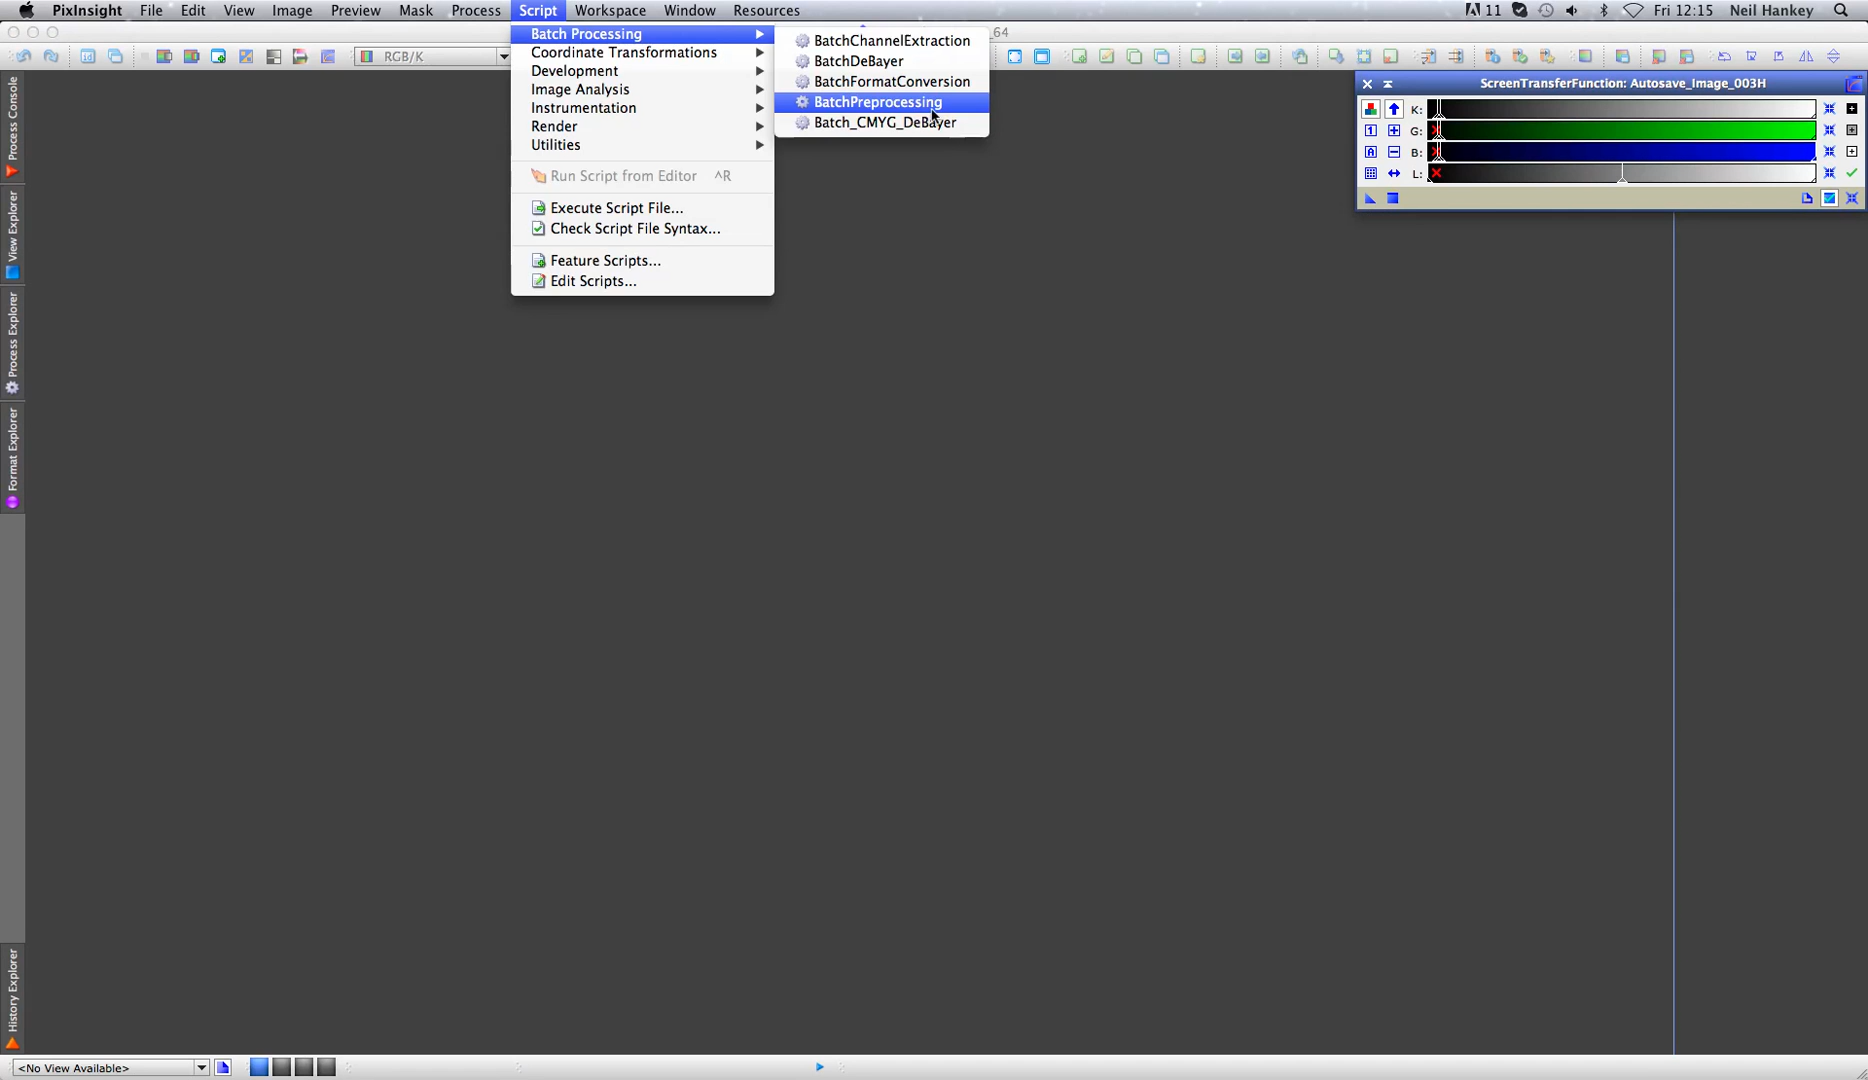 PixInsight File Edit View Image Preview Mask Process Script Workspace Window Resources 11 Fri 12:15 Neil Hankey
_64
RGB/K
Batch Processing
Coordinate Transformations
Development
Image Analysis
Instrumentation
Render
Utilities
Run Script from Editor ^R
Execute Script File...
Check Script File Syntax...
Feature Scripts...
Edit Scripts...
BatchChannelExtraction
BatchDeBayer
BatchFormatConversion
BatchPreprocessing
Batch_CMYG_DeBayer
ScreenTransferFunction: Autosave_Image_003H
K:
G:
B:
L:
Process Console
View Explorer
Process Explorer
Format Explorer
History Explorer
<No View Available>